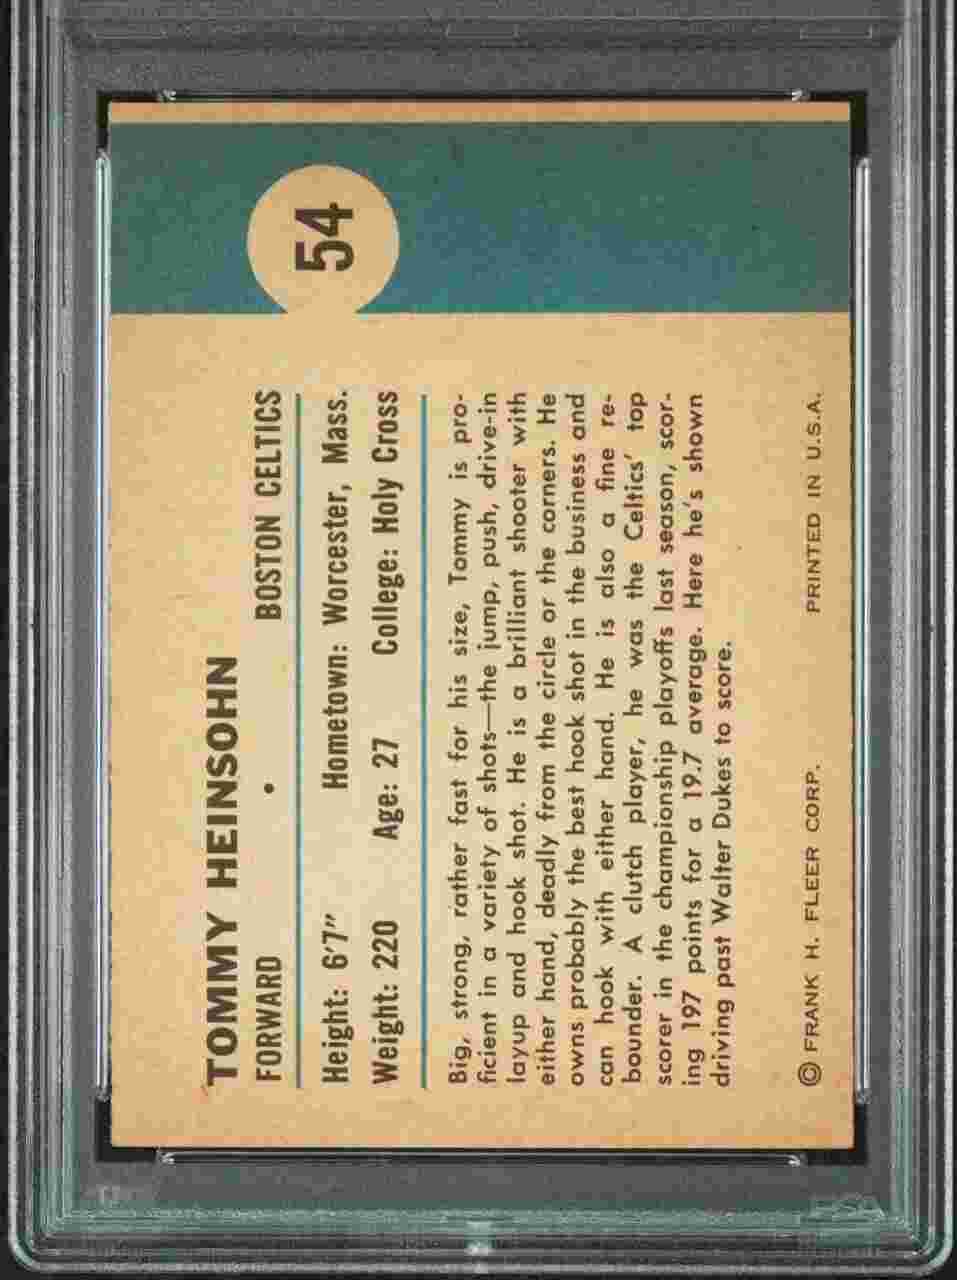 54
TOMMY HEINSOHN
FORWARD • BOSTON CELTICS
Height: 6'7" Hometown: Worcester, Mass.
Weight: 220 Age: 27 College: Holy Cross
Big, strong, rather fast for his size, Tommy is pro-
ficient in a variety of shots—the jump, push, drive-in
layup and hook shot. He is a brilliant shooter with
either hand, deadly from the circle or the corners. He
owns probably the best hook shot in the business and
can hook with either hand. He is also a fine re-
bounder. A clutch player, he was the Celtics' top
scorer in the championship playoffs last season, scor-
ing 197 points for a 19.7 average. Here he's shown
driving past Walter Dukes to score.
© FRANK H. FLEER CORP. PRINTED IN U.S.A.
PSA